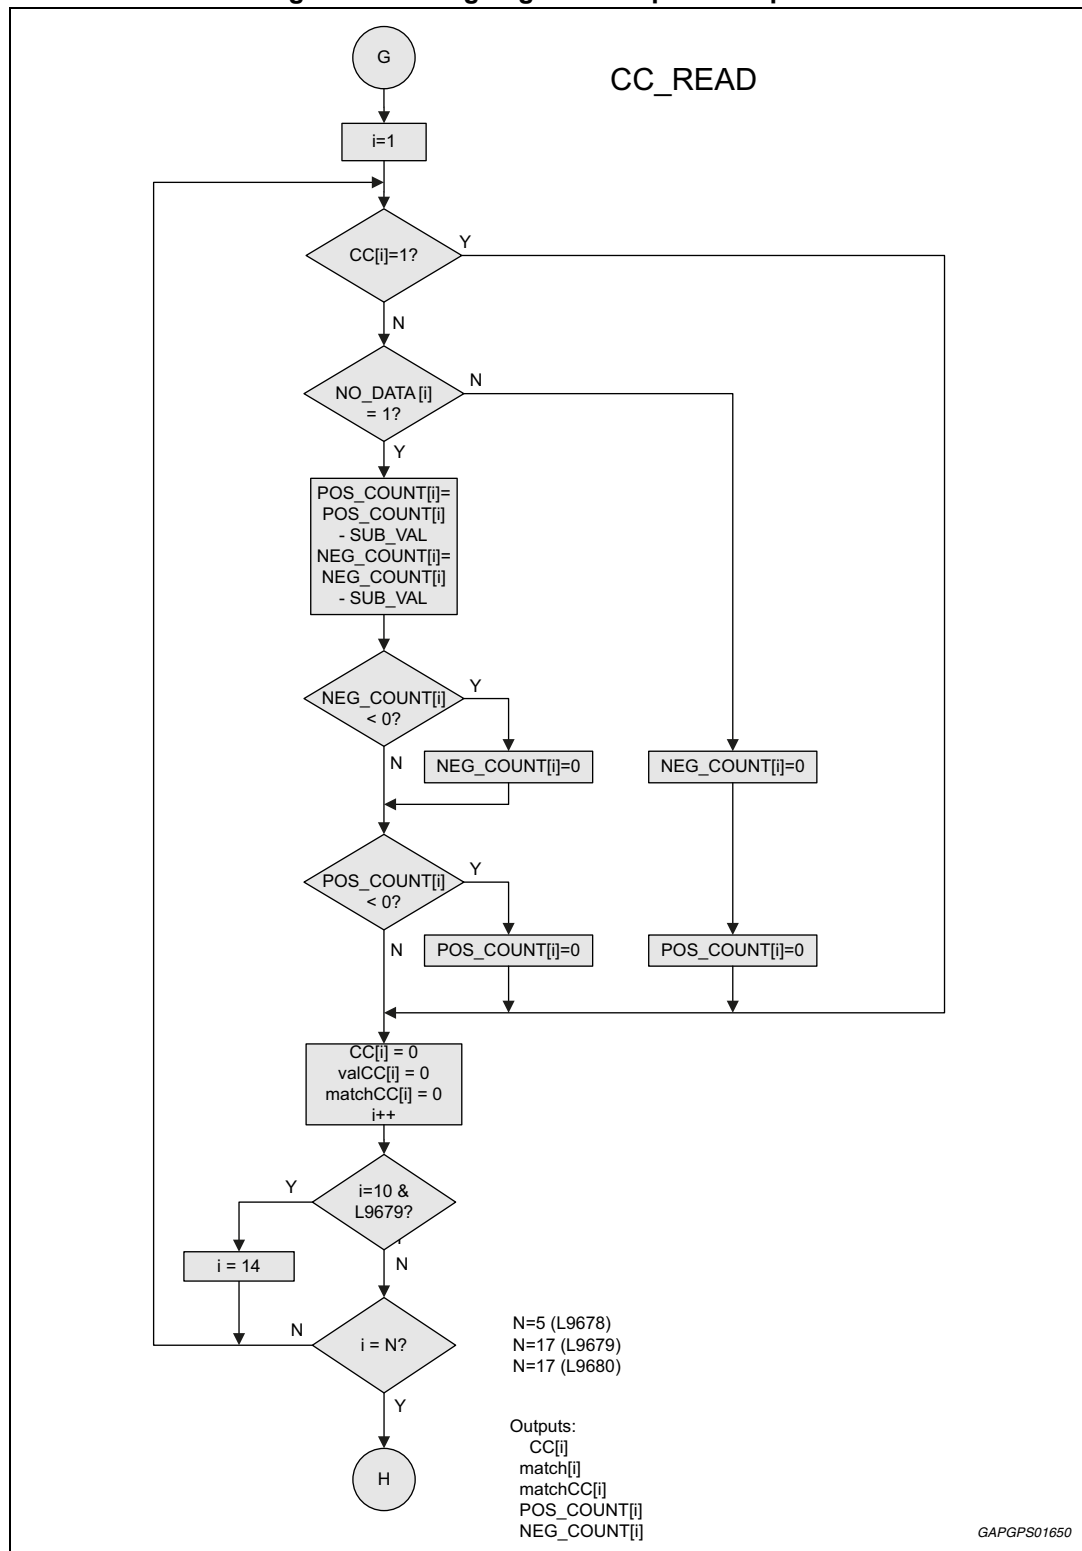 G
CC_READ
i=1
CC[i]=1?
Y
N
NO_DATA[i]
= 1?
N
Y
POS_COUNT[i]=
POS_COUNT[i]
- SUB_VAL
NEG_COUNT[i]=
NEG_COUNT[i]
- SUB_VAL
NEG_COUNT[i]
< 0?
Y
N
NEG_COUNT[i]=0
NEG_COUNT[i]=0
POS_COUNT[i]
< 0?
Y
N
POS_COUNT[i]=0
POS_COUNT[i]=0
CC[i] = 0
valCC[i] = 0
matchCC[i] = 0
i++
i=10 &
L9679?
Y
N
i = 14
i = N?
N
Y
N=5 (L9678)
N=17 (L9679)
N=17 (L9680)
H
Outputs:
CC[i]
match[i]
matchCC[i]
POS_COUNT[i]
NEG_COUNT[i]
GAPGPS01650